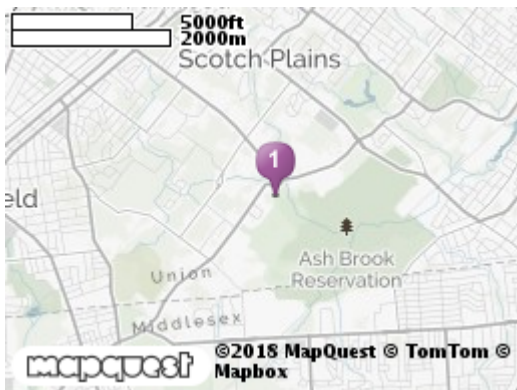 5000ft
2000m
Scotch Plains
1
eld
Ash Brook
Reservation
Union
Middlesex
mapquest
©2018 MapQuest © TomTom ©
Mapbox